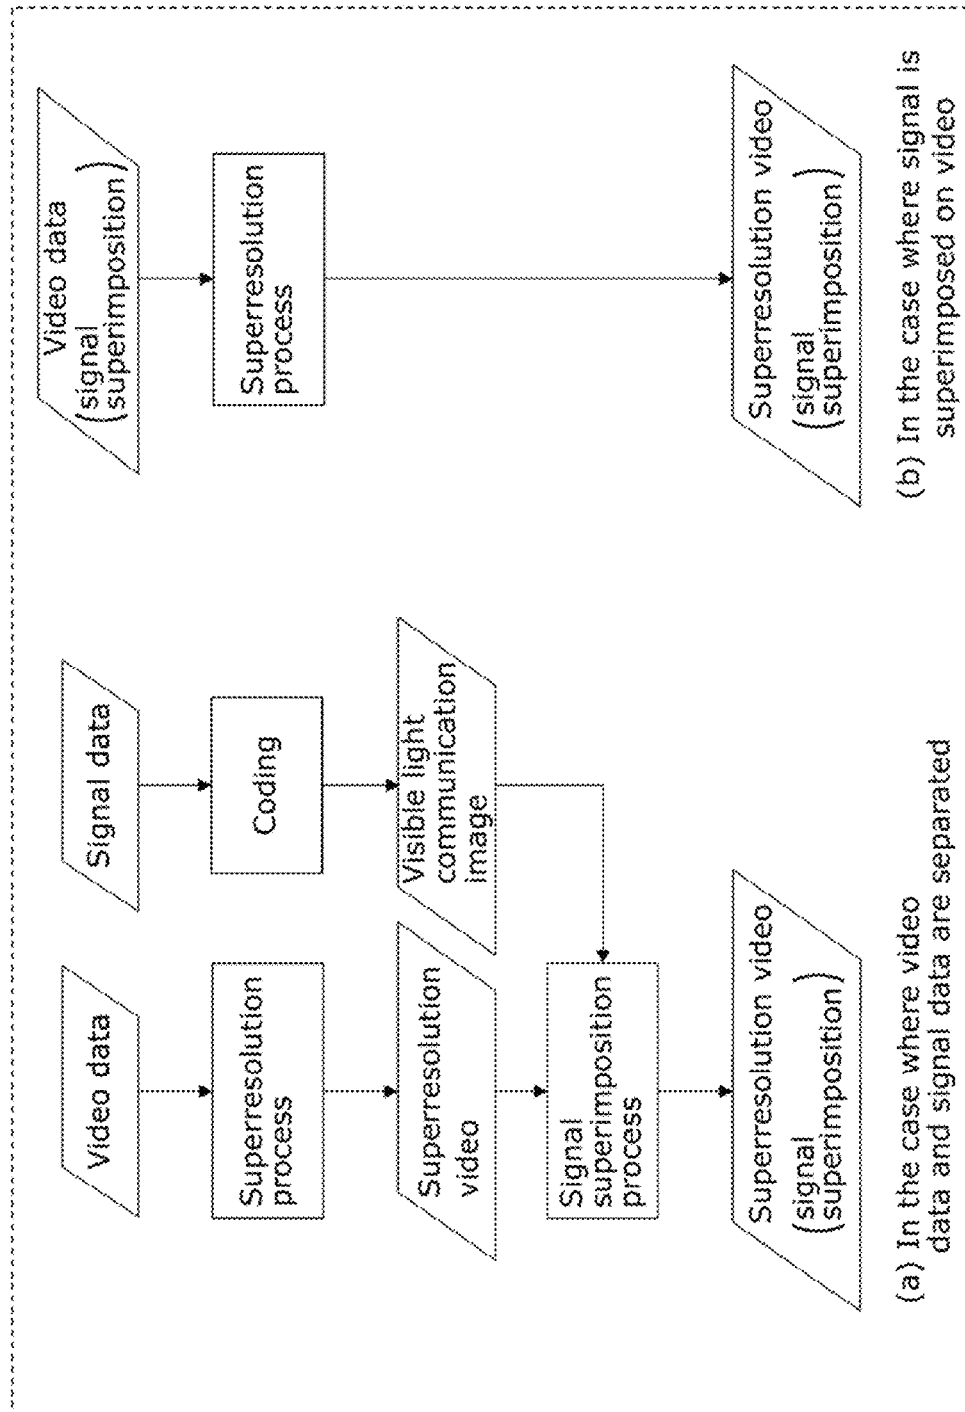 Video data
Superresolution
process
Superresolution
video
Signal
superimposition
process
Superresolution video
(signal
superimposition)
Signal data
Coding
Visible light
communication
image
(a) In the case where video
data and signal data are separated
Video data
(signal
superimposition)
Superresolution
process
Superresolution video
(signal
superimposition)
(b) In the case where signal is
superimposed on video